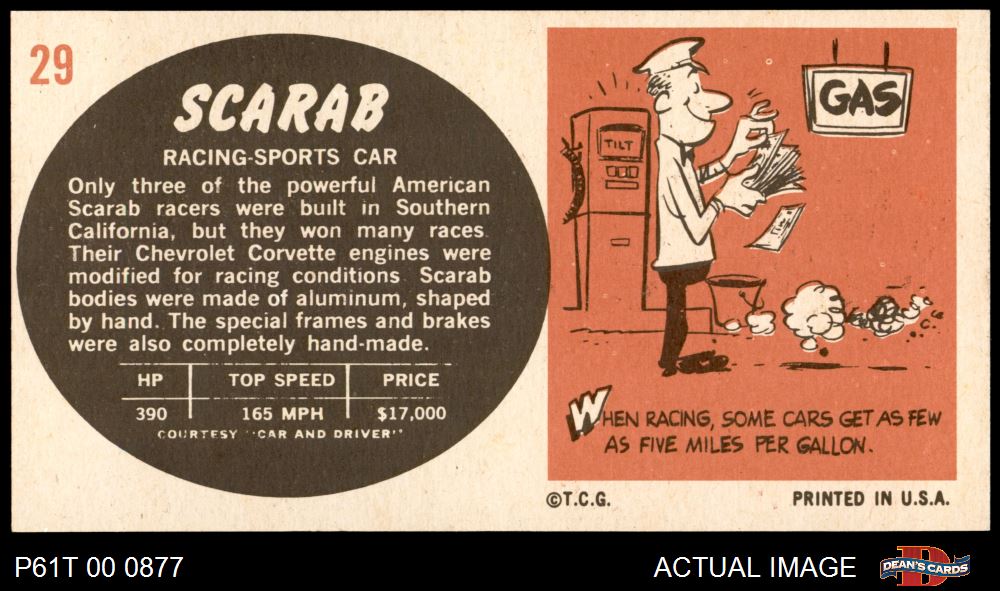 29
SCARAB
RACING-SPORTS CAR
Only three of the powerful American
Scarab racers were built in Southern
California, but they won many races.
Their Chevrolet Corvette engines were
modified for racing conditions. Scarab
bodies were made of aluminum, shaped
by hand. The special frames and brakes
were also completely hand-made.
HP TOP SPEED PRICE
390 165 MPH $17,000
COURTESY "CAR AND DRIVER"
GAS
TILT
WHEN RACING, SOME CARS GET AS FEW
AS FIVE MILES PER GALLON.
©T.C.G. PRINTED IN U.S.A.
P61T 00 0877 ACTUAL IMAGE
D
DEAN'S CARDS